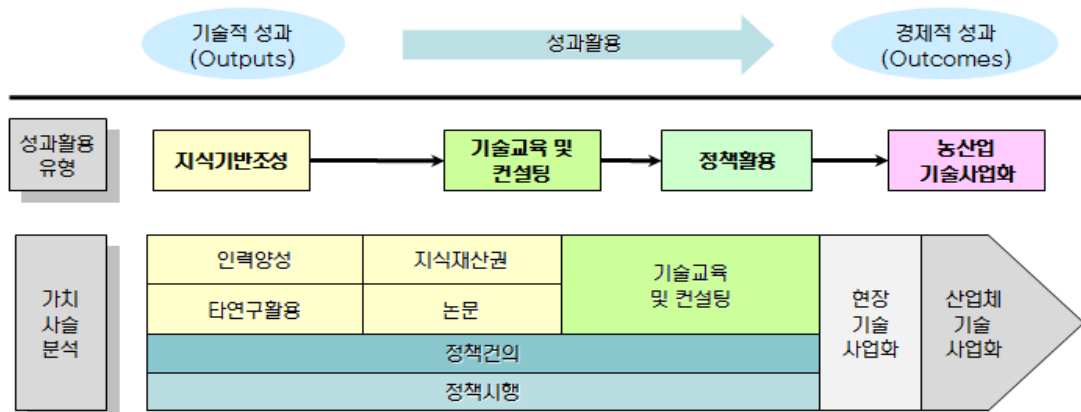 기술적 성과
(Outputs)
성과활용
경제적 성과
(Outcomes)
성과활용
유형
지식기반조성
기술교육 및
컨설팅
정책활용
농산업
기술사업화
가치
사슬
분석
인력양성
지식재산권
타연구활용
논문
기술교육
및 컨설팅
정책건의
정책시행
현장
기술
사업화
산업체
기술
사업화